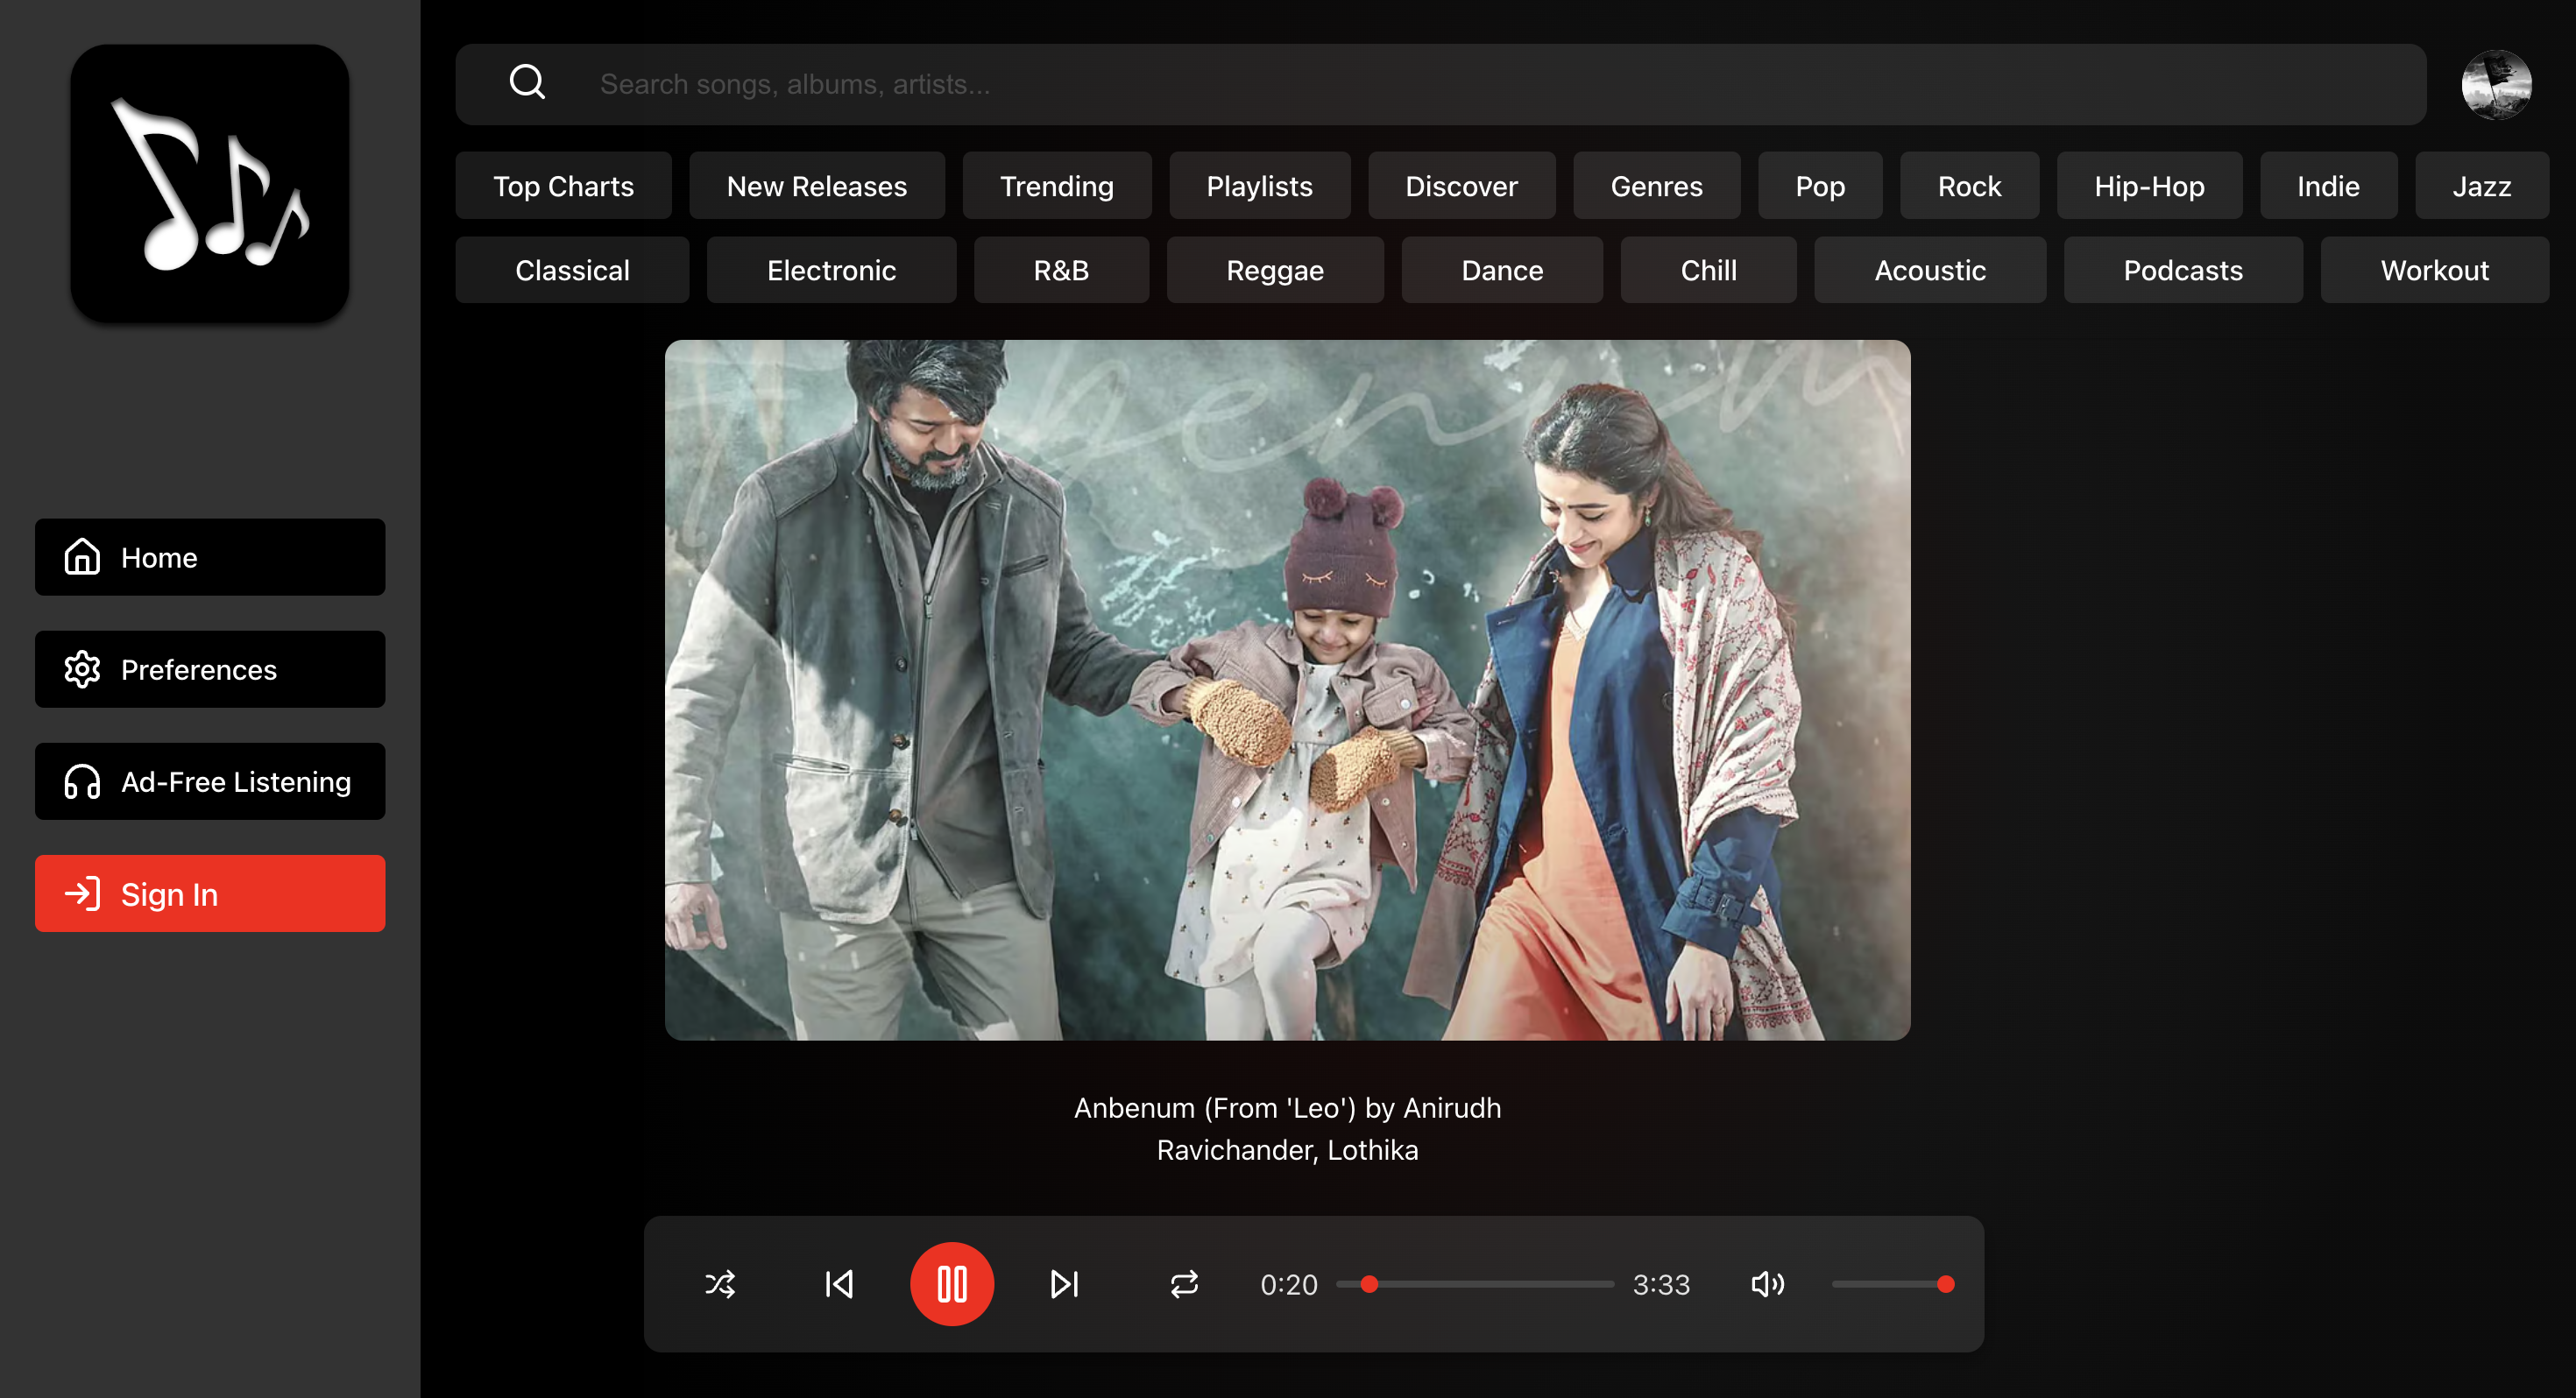 Search songs, albums, artists...
Top Charts
New Releases
Trending
Playlists
Discover
Genres
Pop
Rock
Hip-Hop
Indie
Jazz
Classical
Electronic
R&B
Reggae
Dance
Chill
Acoustic
Podcasts
Workout
Home
Preferences
Ad-Free Listening
Sign In
benum
Anbenum (From 'Leo') by Anirudh
Ravichander, Lothika
0:20
3:33